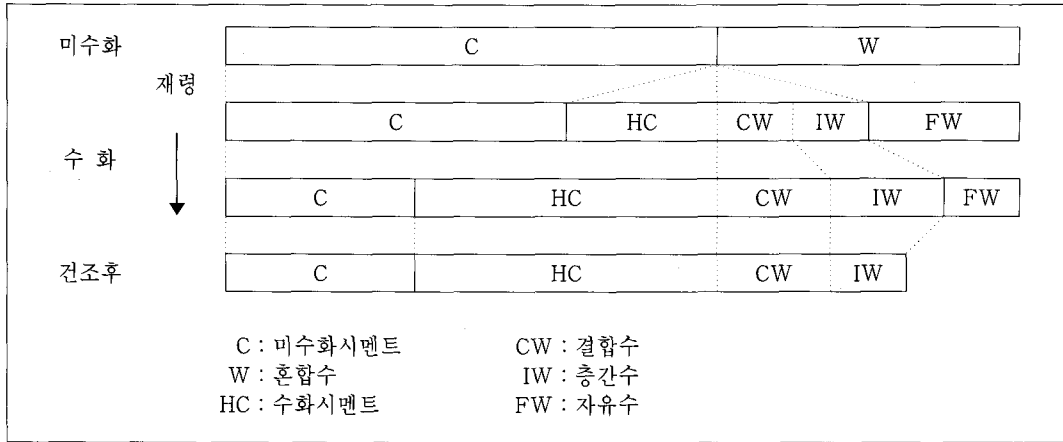 미수화 C W
재령
C HC CW IW FW
수 화
C HC CW IW FW
건조후 C HC CW IW
C : 미수화시멘트 CW : 결합수
W : 혼합수 IW : 층간수
HC : 수화시멘트 FW : 자유수